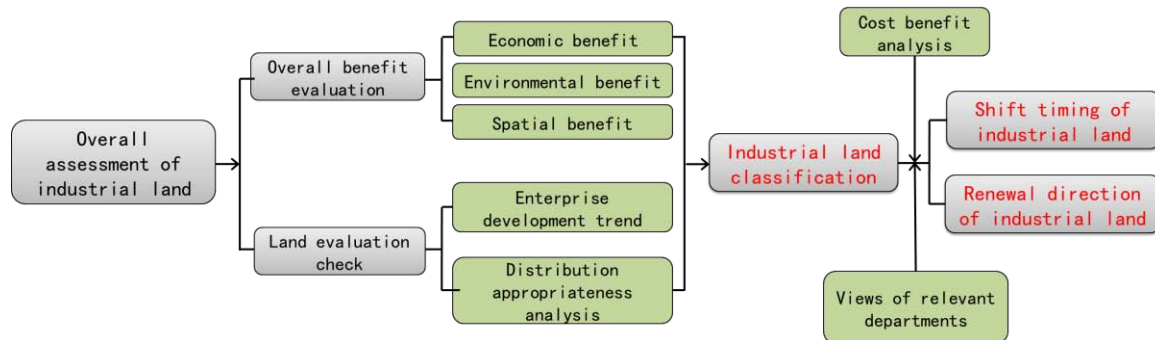 Overall
assessment of
industrial land
Overall benefit
evaluation
Land evaluation
check
Economic benefit
Environmental benefit
Spatial benefit
Enterprise
development trend
Distribution
appropriateness
analysis
Industrial land
classification
Cost benefit
analysis
Views of relevant
departments
Shift timing of
industrial land
Renewal direction
of industrial land